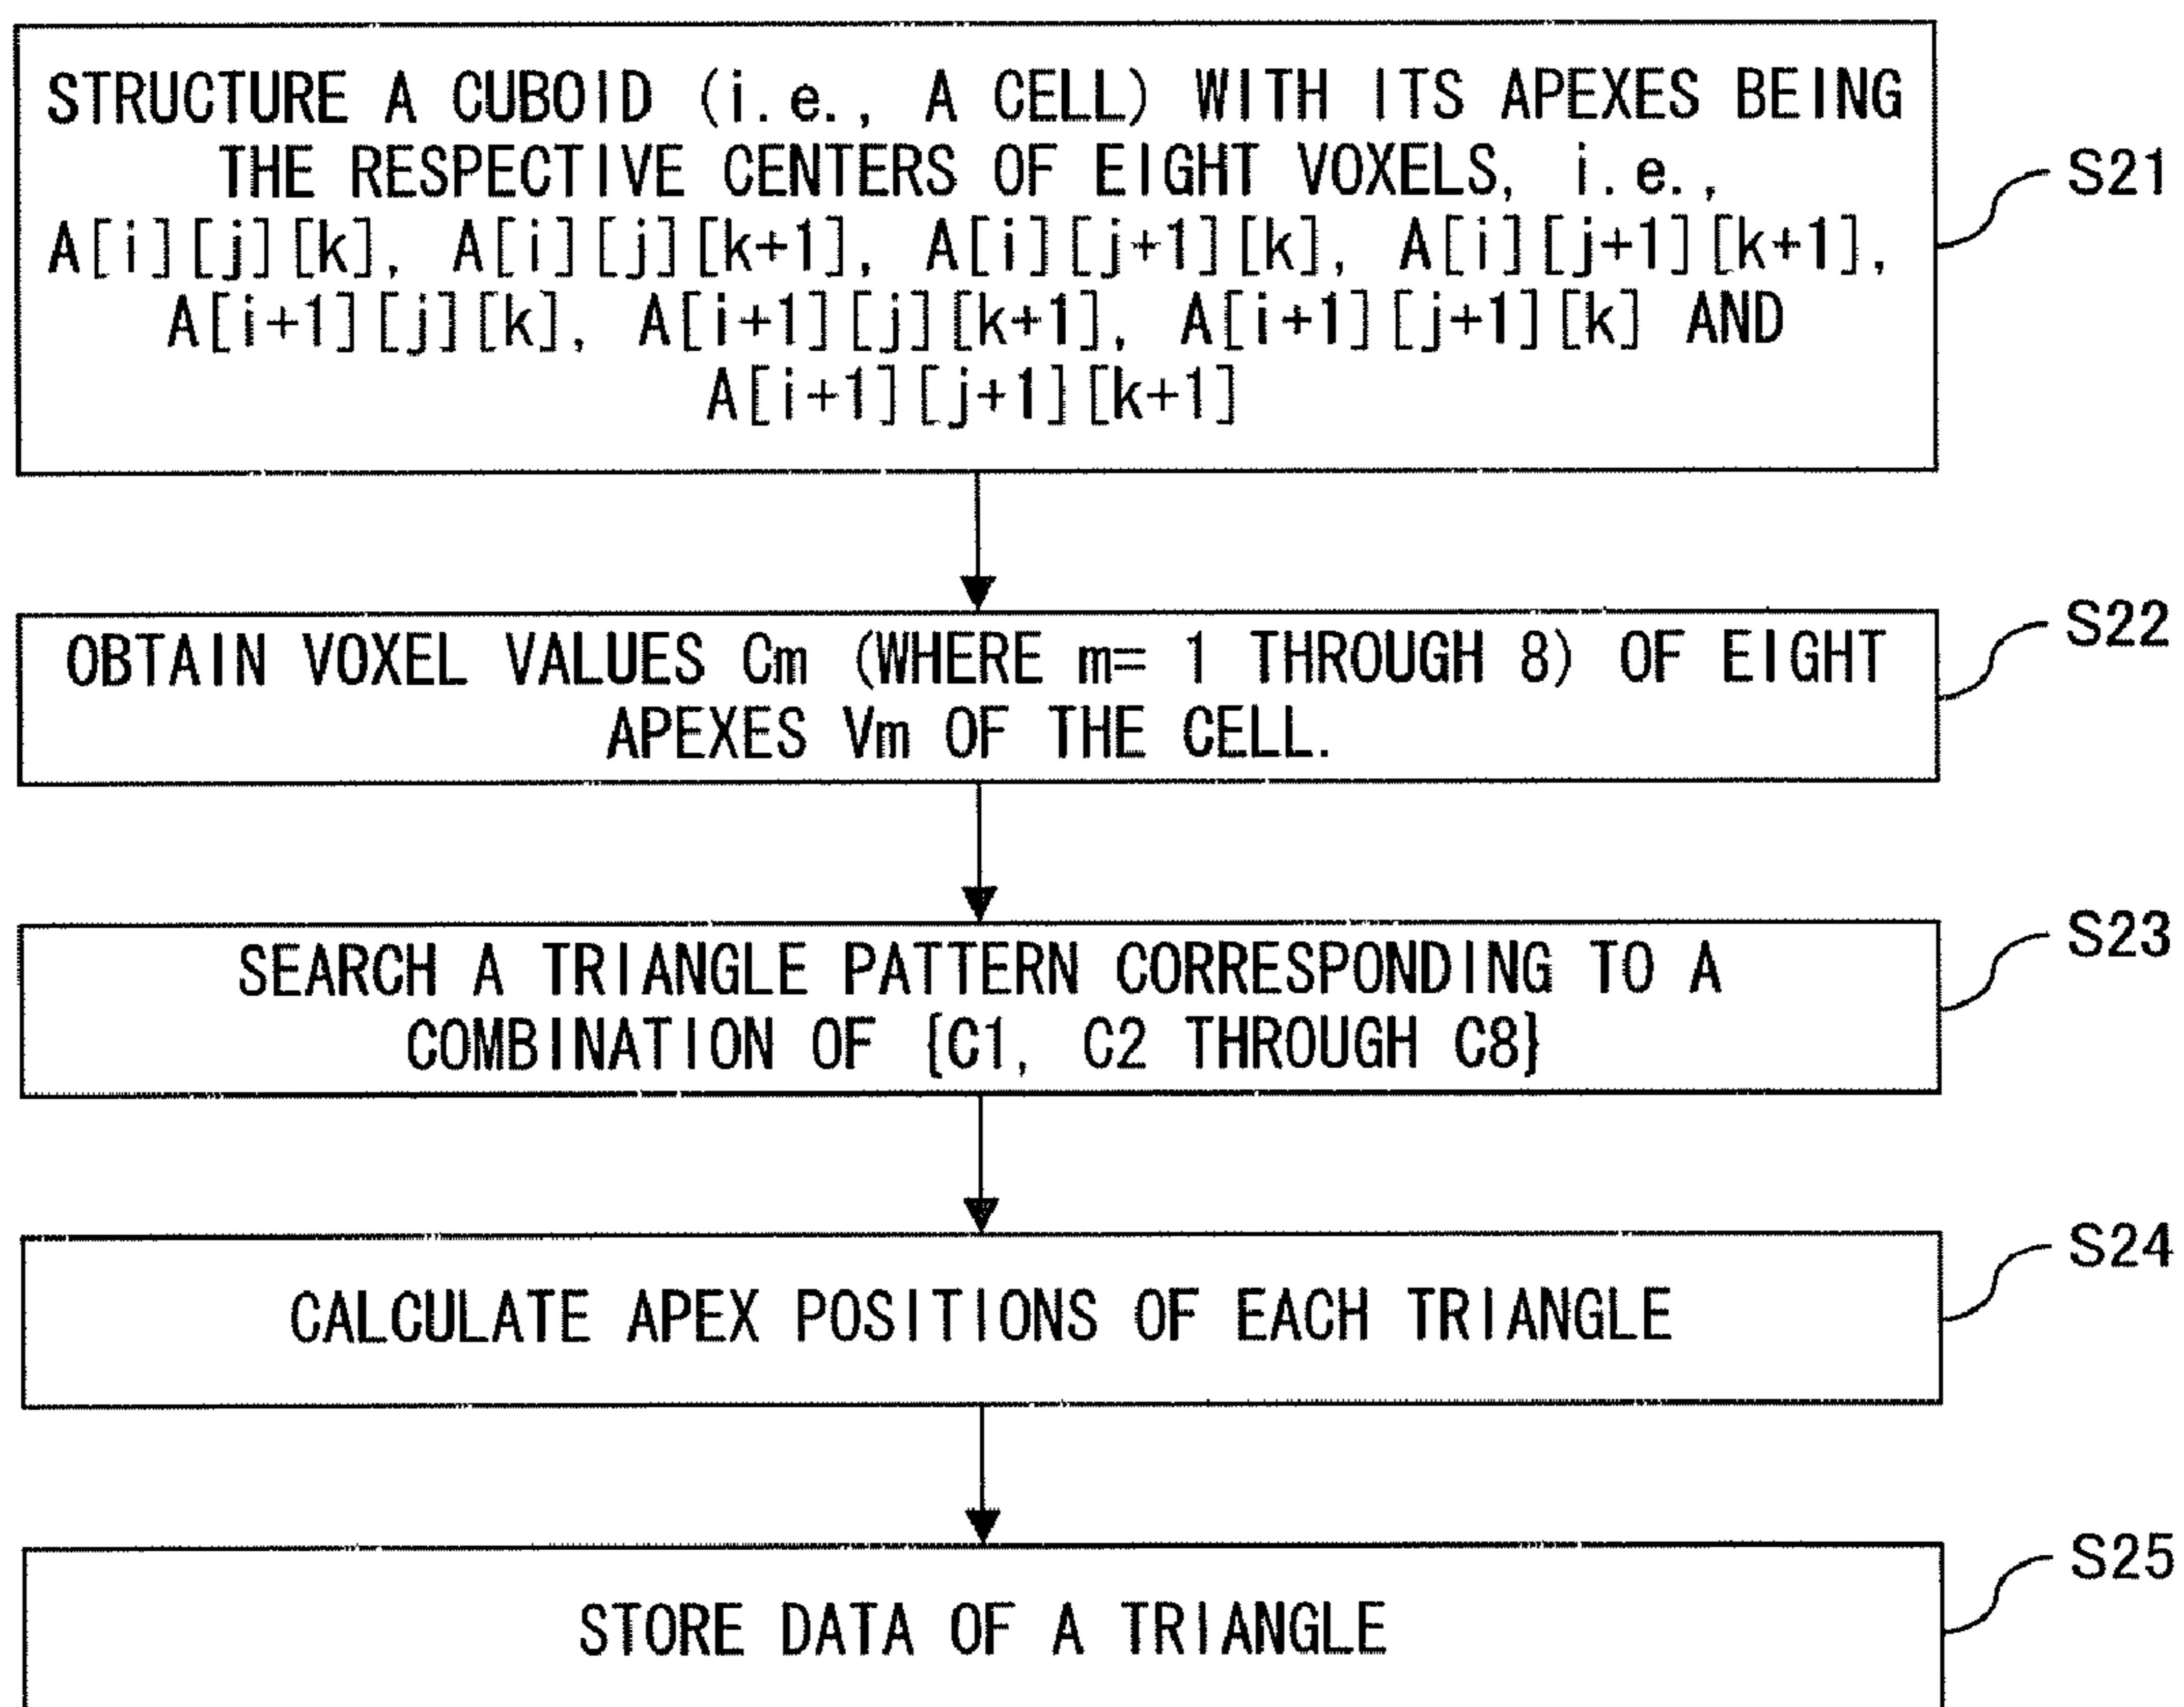 STRUCTURE A CUBOID (i.e., A CELL) WITH ITS APEXES BEING
THE RESPECTIVE CENTERS OF EIGHT VOXELS, i.e.,
A[i][j][k], A[i][j][k+1], A[i][j+1][k], A[i][j+1][k+1],
A[i+1][j][k], A[i+1][j][k+1], A[i+1][j+1][k] AND
A[i+1][j+1][k+1]
S21
OBTAIN VOXEL VALUES Cm (WHERE m= 1 THROUGH 8) OF EIGHT
APEXES Vm OF THE CELL.
S22
SEARCH A TRIANGLE PATTERN CORRESPONDING TO A
COMBINATION OF {C1, C2 THROUGH C8}
S23
CALCULATE APEX POSITIONS OF EACH TRIANGLE
S24
STORE DATA OF A TRIANGLE
S25